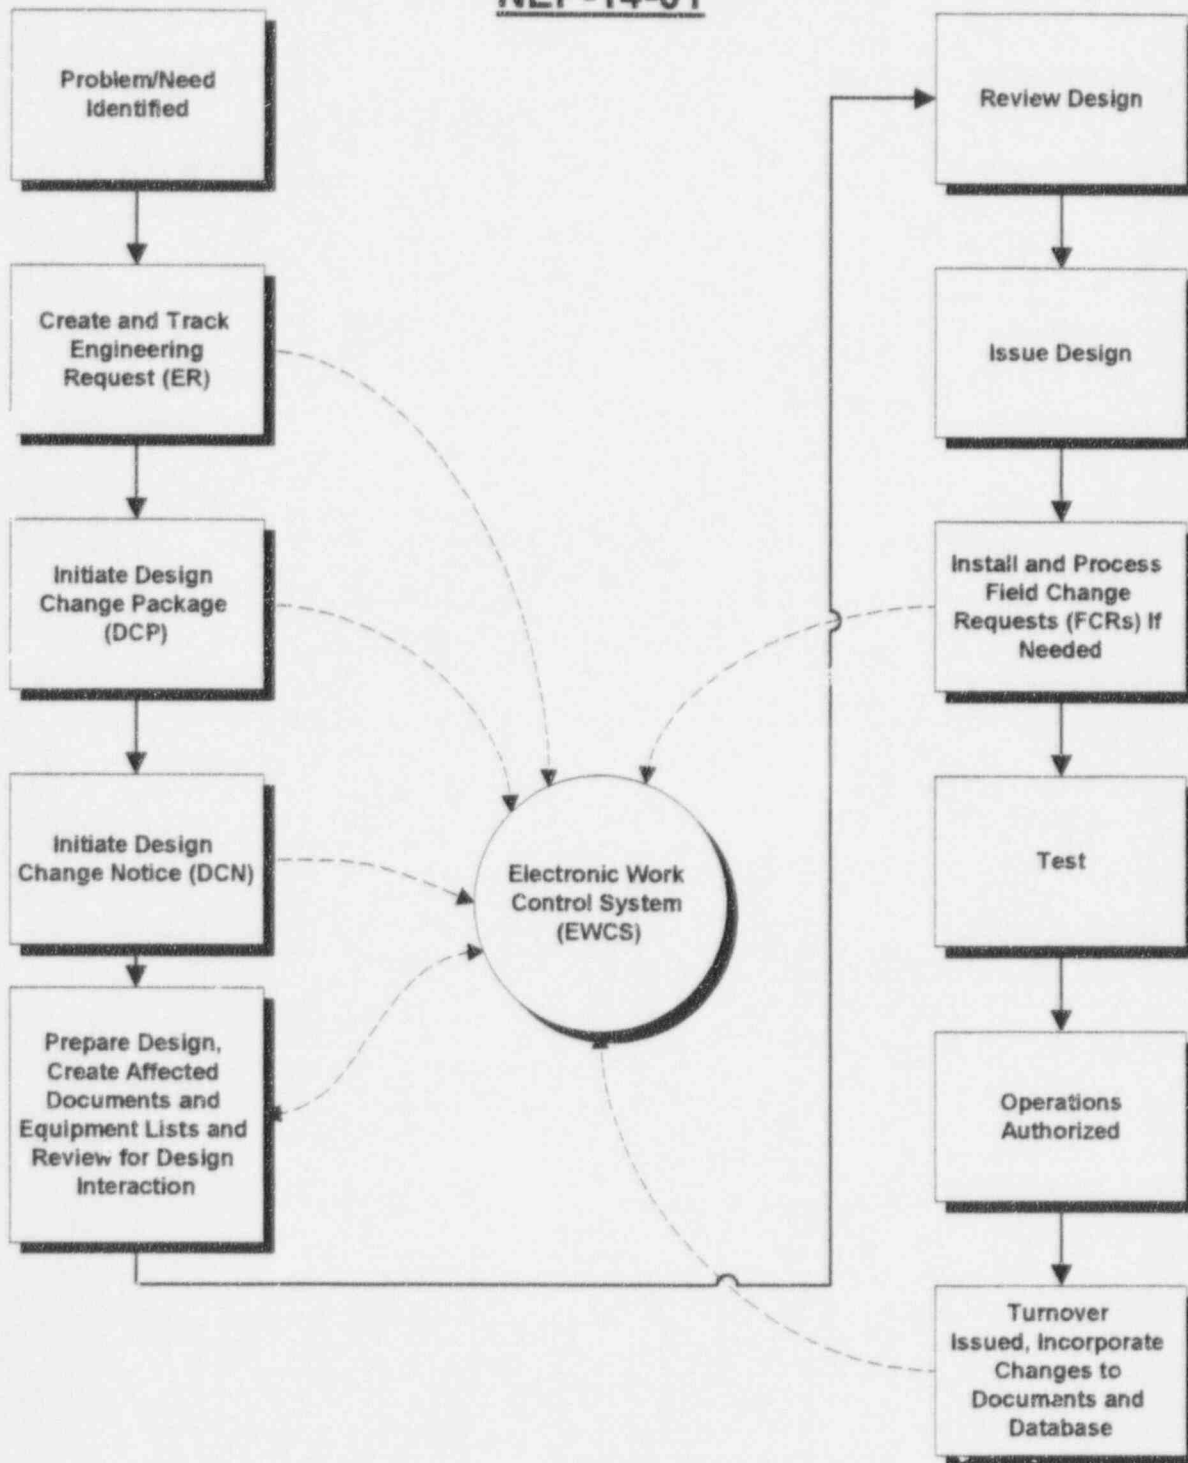 Problem/Need
Identified
Create and Track
Engineering
Request (ER)
Initiate Design
Change Package
(DCP)
Initiate Design
Change Notice (DCN)
Prepare Design,
Create Affected
Documents and
Equipment Lists and
Review for Design
Interaction
Electronic Work
Control System
(EWCS)
Review Design
Issue Design
Install and Process
Field Change
Requests (FCRs) If
Needed
Test
Operations
Authorized
Turnover
Issued, Incorporate
Changes to
Documents and
Database